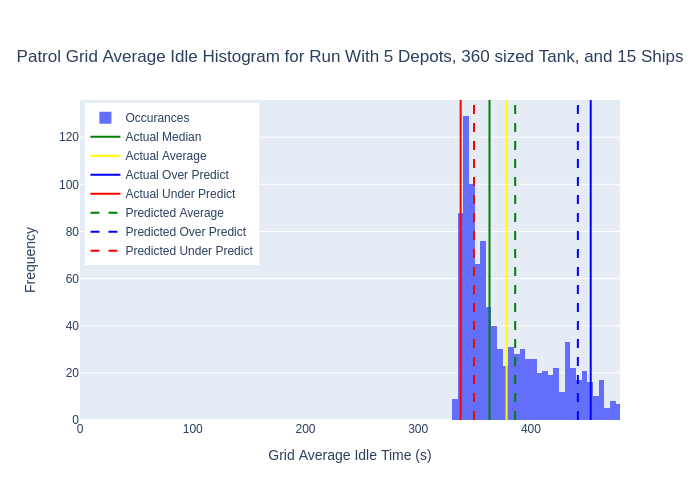 Patrol Grid Average Idle Histogram for Run With 5 Depots, 360 sized Tank, and 15 Ships
Occurances
Actual Median
Actual Average
Actual Over Predict
Actual Under Predict
Predicted Average
Predicted Over Predict
Predicted Under Predict
Frequency
120
100
80
60
40
20
0
0 100 200 300 400
Grid Average Idle Time (s)